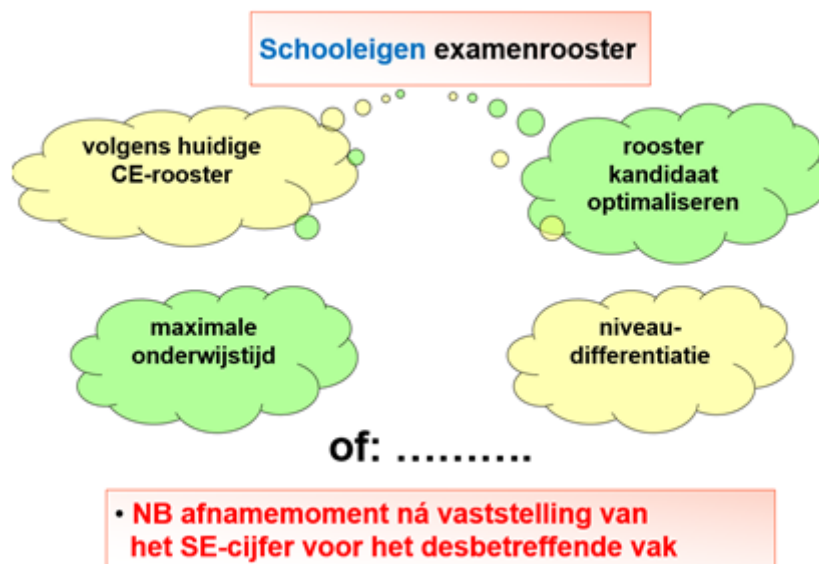 Schooleigen examenrooster
volgens huidige
CE-rooster
rooster
kandidaat
optimaliseren
maximale
onderwijstijd
niveau-
differentiatie
of: ..........
• NB afnamemoment ná vaststelling van
het SE-cijfer voor het desbetreffende vak